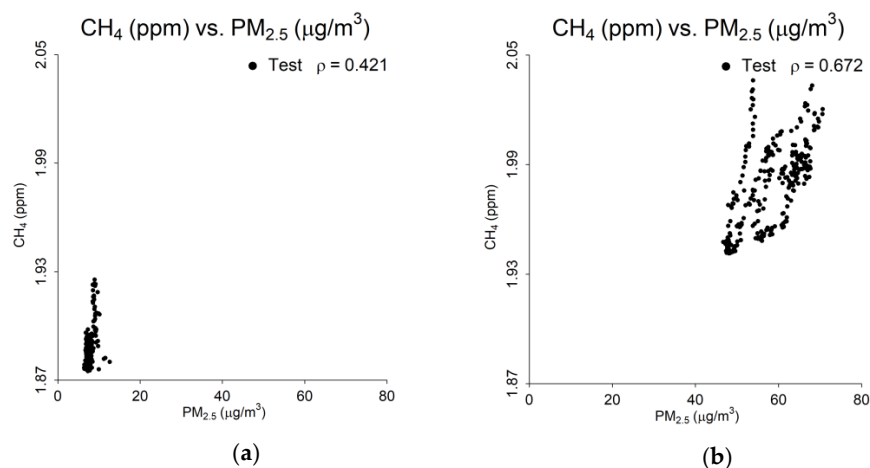 CH₄ (ppm) vs. PM₂.₅ (μg/m³)
Test ρ = 0.421
2.05
1.99
1.93
1.87
CH₄ (ppm)
0 20 40 60 80
PM₂.₅ (μg/m³)
(a)
CH₄ (ppm) vs. PM₂.₅ (μg/m³)
Test ρ = 0.672
2.05
1.99
1.93
1.87
CH₄ (ppm)
0 20 40 60 80
PM₂.₅ (μg/m³)
(b)